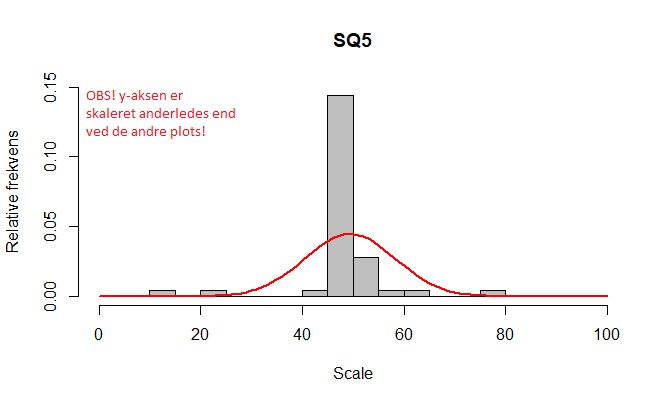 SQ5
OBS! y-aksen er
skaleret anderledes end
ved de andre plots!
Relative frekvens
0.15
0.10
0.05
0.00
0 20 40 60 80 100
Scale